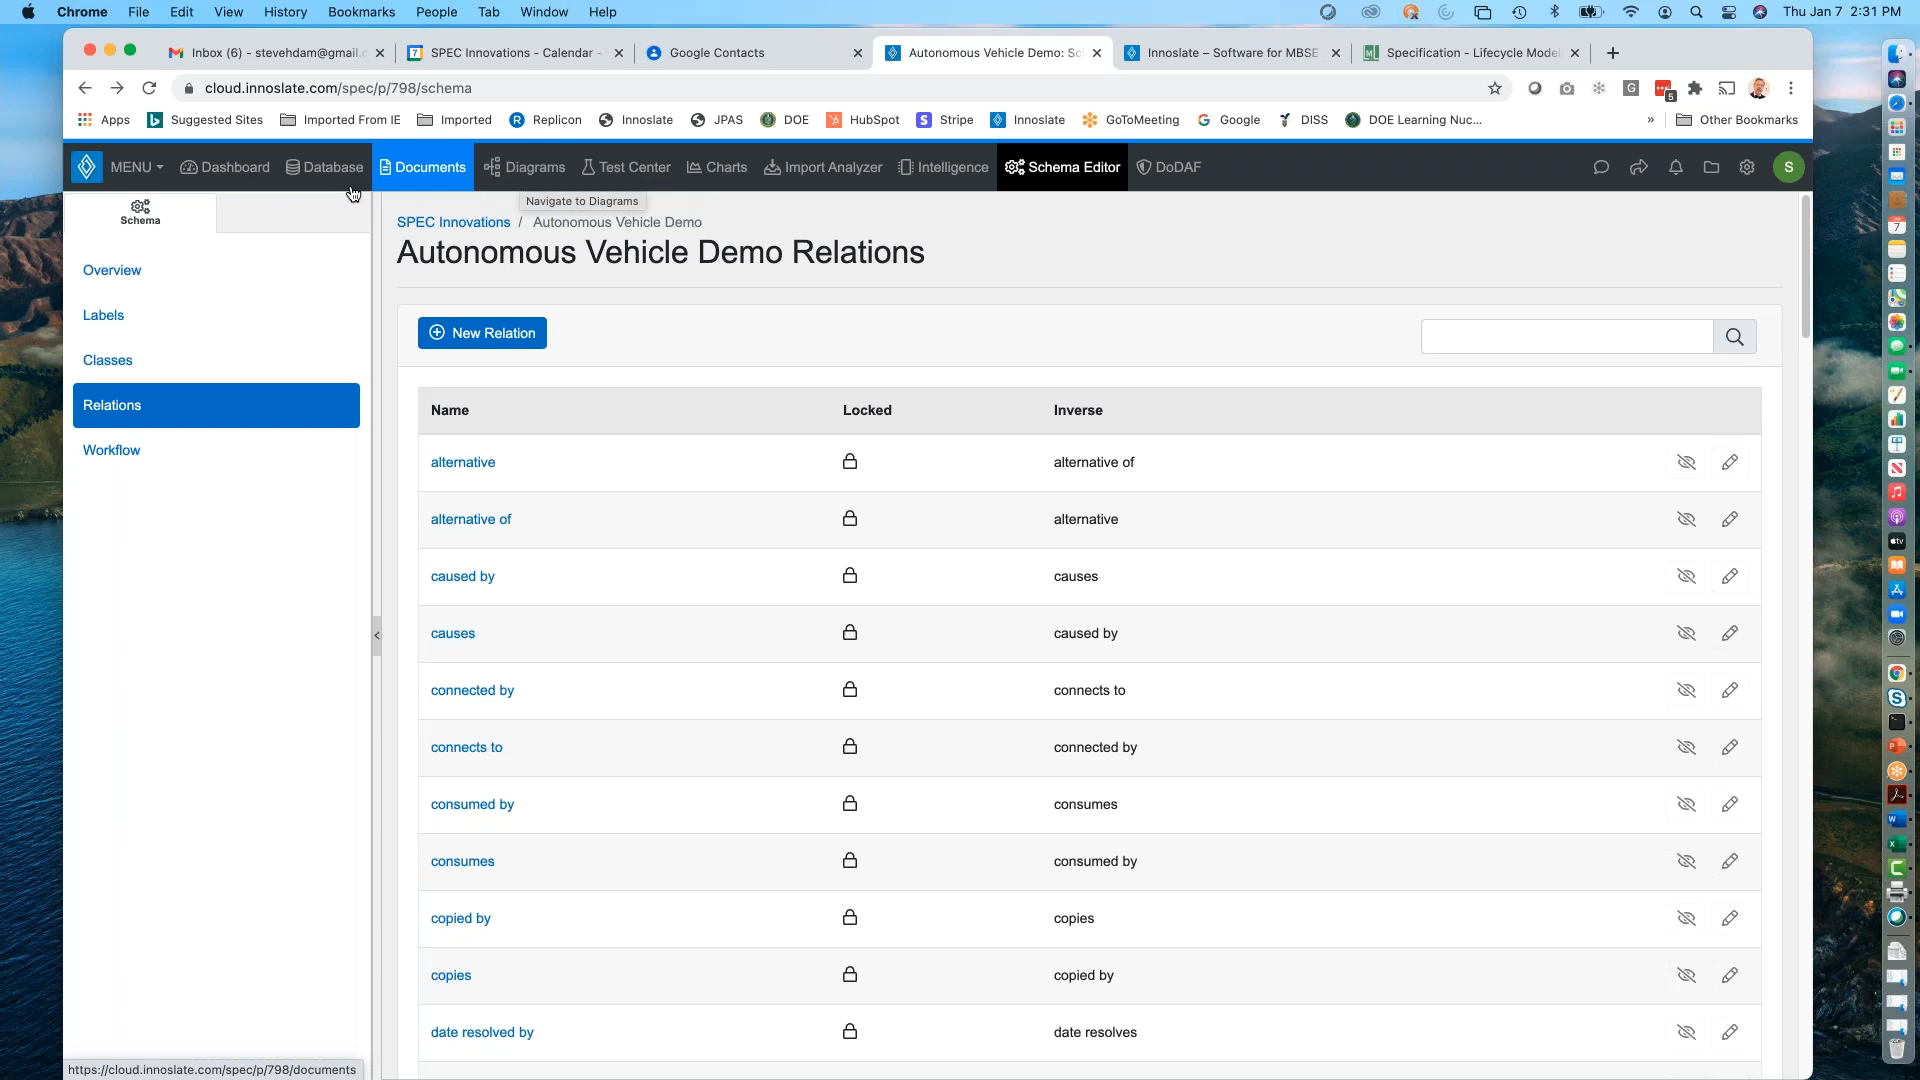 Chrome File Edit View History Bookmarks People Tab Window Help Thu Jan 7 2:31 PM
Inbox (6) - stevehdam@gmail.c SPEC Innovations - Calendar - Google Contacts Autonomous Vehicle Demo: Sc Innoslate – Software for MBSE Specification - Lifecycle Model
cloud.innoslate.com/spec/p/798/schema
Apps Suggested Sites Imported From IE Imported Replicon Innoslate JPAS DOE HubSpot Stripe Innoslate GoToMeeting Google DISS DOE Learning Nuc... » Other Bookmarks
MENU Dashboard Database Documents Diagrams Test Center Charts Import Analyzer Intelligence Schema Editor DoDAF S
Navigate to Diagrams
Schema
Overview
Labels
Classes
Relations
Workflow
SPEC Innovations / Autonomous Vehicle Demo
Autonomous Vehicle Demo Relations
New Relation
Name Locked Inverse
alternative alternative of
alternative of alternative
caused by causes
causes caused by
connected by connects to
connects to connected by
consumed by consumes
consumes consumed by
copied by copies
copies copied by
date resolved by date resolves
https://cloud.innoslate.com/spec/p/798/documents